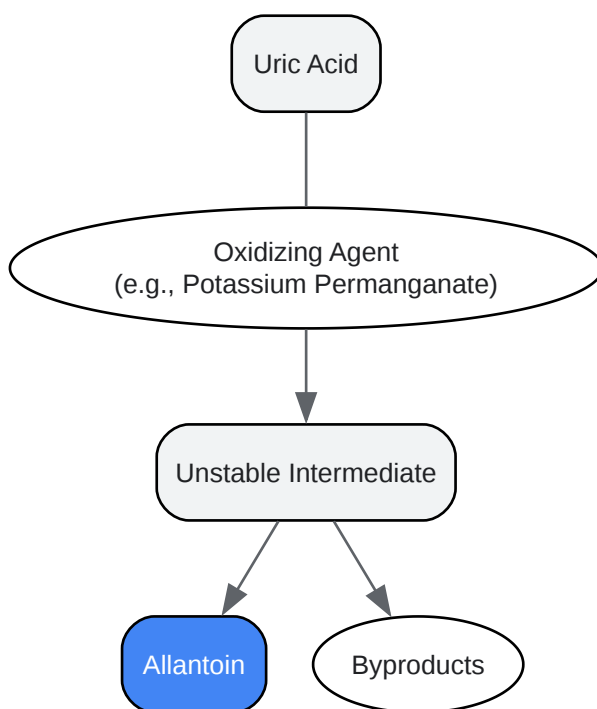 Uric Acid
Oxidizing Agent
(e.g., Potassium Permanganate)
Unstable Intermediate
Allantoin
Byproducts